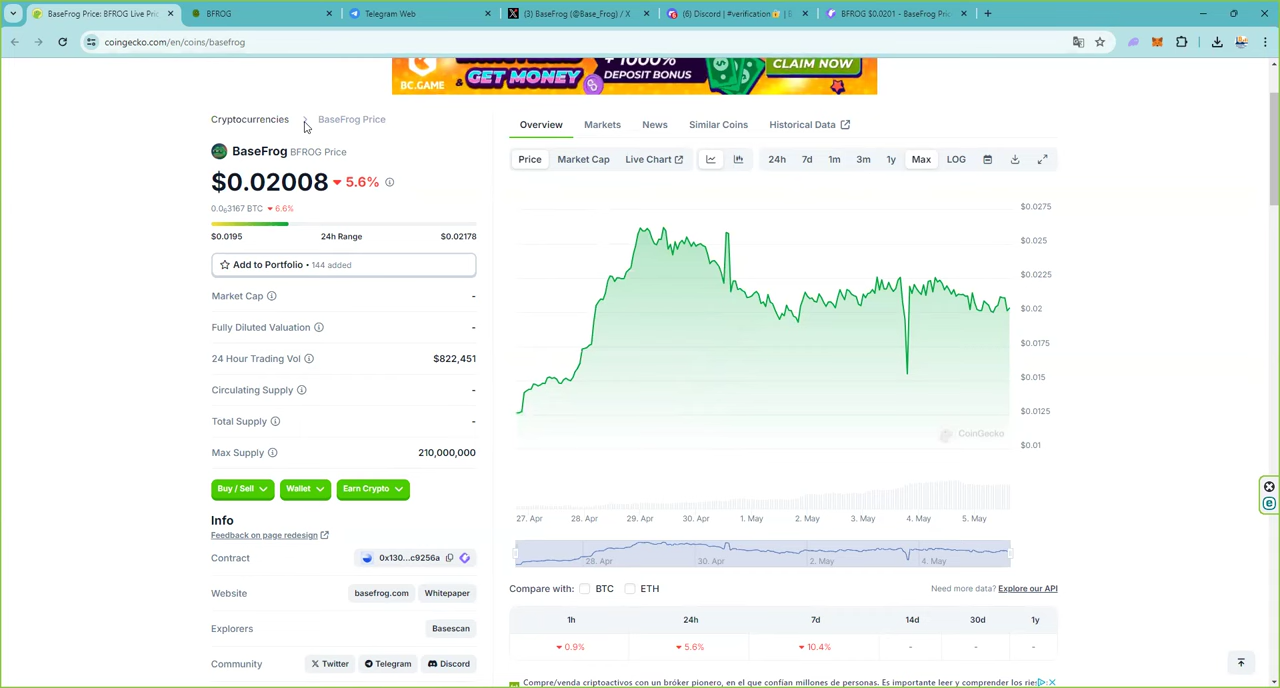 BaseFrog Price: BFROG Live Pric
BFROG
Telegram Web
(3) BaseFrog (@Base_Frog) / X
(6) Discord | #verification🔒 | B
BFROG $0.0201 - BaseFrog Pric
coingecko.com/en/coins/basefrog
BC.GAME
& GET MONEY
+ 1000%
DEPOSIT BONUS
CLAIM NOW
Cryptocurrencies
BaseFrog Price
BaseFrog BFROG Price
$0.02008 5.6%
0.0₆3167 BTC 6.6%
$0.0195 24h Range $0.02178
Add to Portfolio • 144 added
Market Cap -
Fully Diluted Valuation -
24 Hour Trading Vol $822,451
Circulating Supply -
Total Supply -
Max Supply 210,000,000
Buy / Sell Wallet Earn Crypto
Info
Feedback on page redesign
Contract 0x130...c9256a
Website basefrog.com Whitepaper
Explorers Basescan
Community Twitter Telegram Discord
Overview Markets News Similar Coins Historical Data
Price Market Cap Live Chart 24h 7d 1m 3m 1y Max LOG
$0.0275
$0.025
$0.0225
$0.02
$0.0175
$0.015
$0.0125
$0.01
CoinGecko
27. Apr 28. Apr 29. Apr 30. Apr 1. May 2. May 3. May 4. May 5. May
28. Apr 30. Apr 2. May 4. May
Compare with: BTC ETH Need more data? Explore our API
1h 24h 7d 14d 30d 1y
0.9% 5.6% 10.4% - - -
Compre/venda criptoactivos con un bróker pionero, en el que confían millones de personas. Es importante leer y comprender los rie